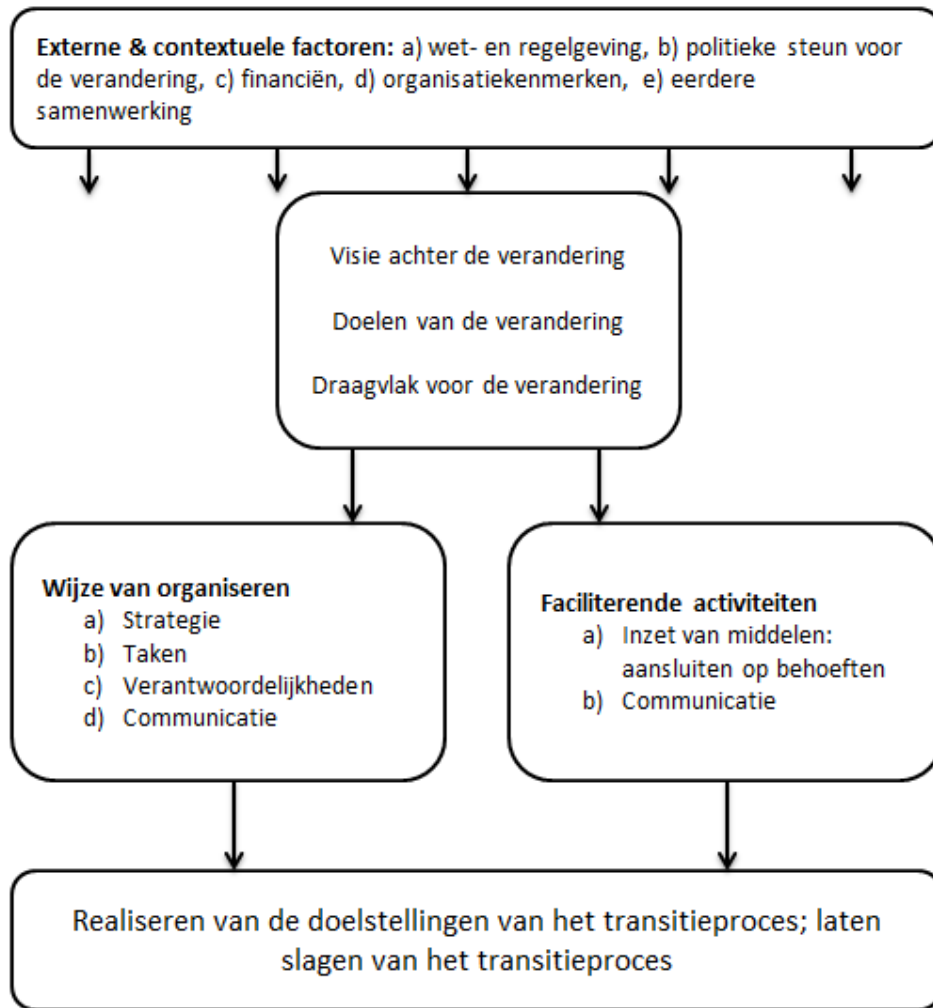 Externe & contextuele factoren: a) wet- en regelgeving, b) politieke steun voor
de verandering, c) financiën, d) organisatiekenmerken, e) eerdere
samenwerking
Visie achter de verandering
Doelen van de verandering
Draagvlak voor de verandering
Wijze van organiseren
a) Strategie
b) Taken
c) Verantwoordelijkheden
d) Communicatie
Faciliterende activiteiten
a) Inzet van middelen:
aansluiten op behoeften
b) Communicatie
Realiseren van de doelstellingen van het transitieproces; laten
slagen van het transitieproces